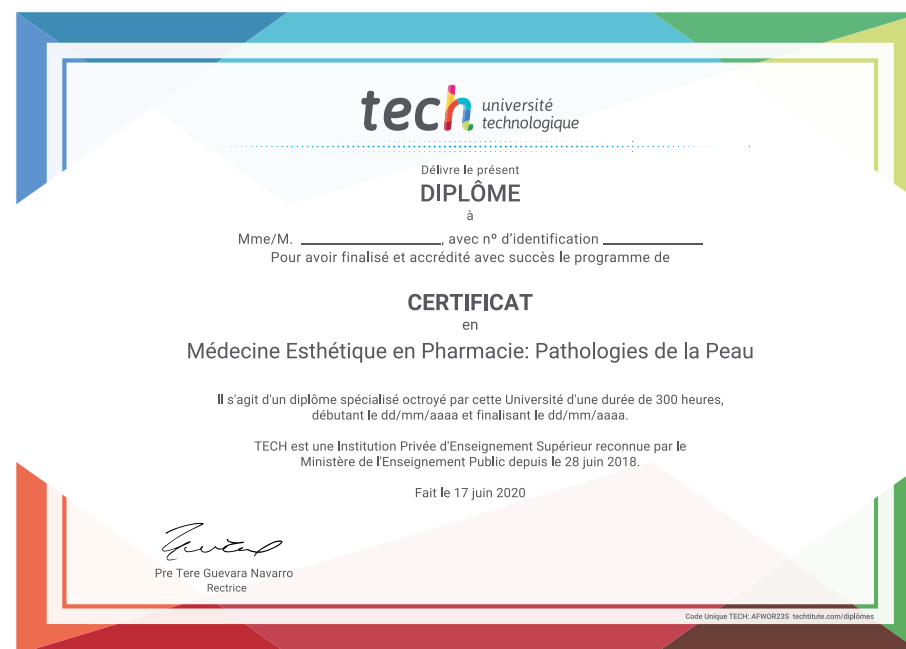 tech université
technologique
Délivre le présent
DIPLÔME
à
Mme/M. ____________________, avec nº d'identification ______________
Pour avoir finalisé et accrédité avec succès le programme de
CERTIFICAT
en
Médecine Esthétique en Pharmacie: Pathologies de la Peau
Il s'agit d'un diplôme spécialisé octroyé par cette Université d'une durée de 300 heures,
débutant le dd/mm/aaaa et finalisant le dd/mm/aaaa.
TECH est une Institution Privée d'Enseignement Supérieur reconnue par le
Ministère de l'Enseignement Public depuis le 28 juin 2018.
Fait le 17 juin 2020
Pre Tere Guevara Navarro
Rectrice
Code Unique TECH: AFWOR23S techtitute.com/diplômes